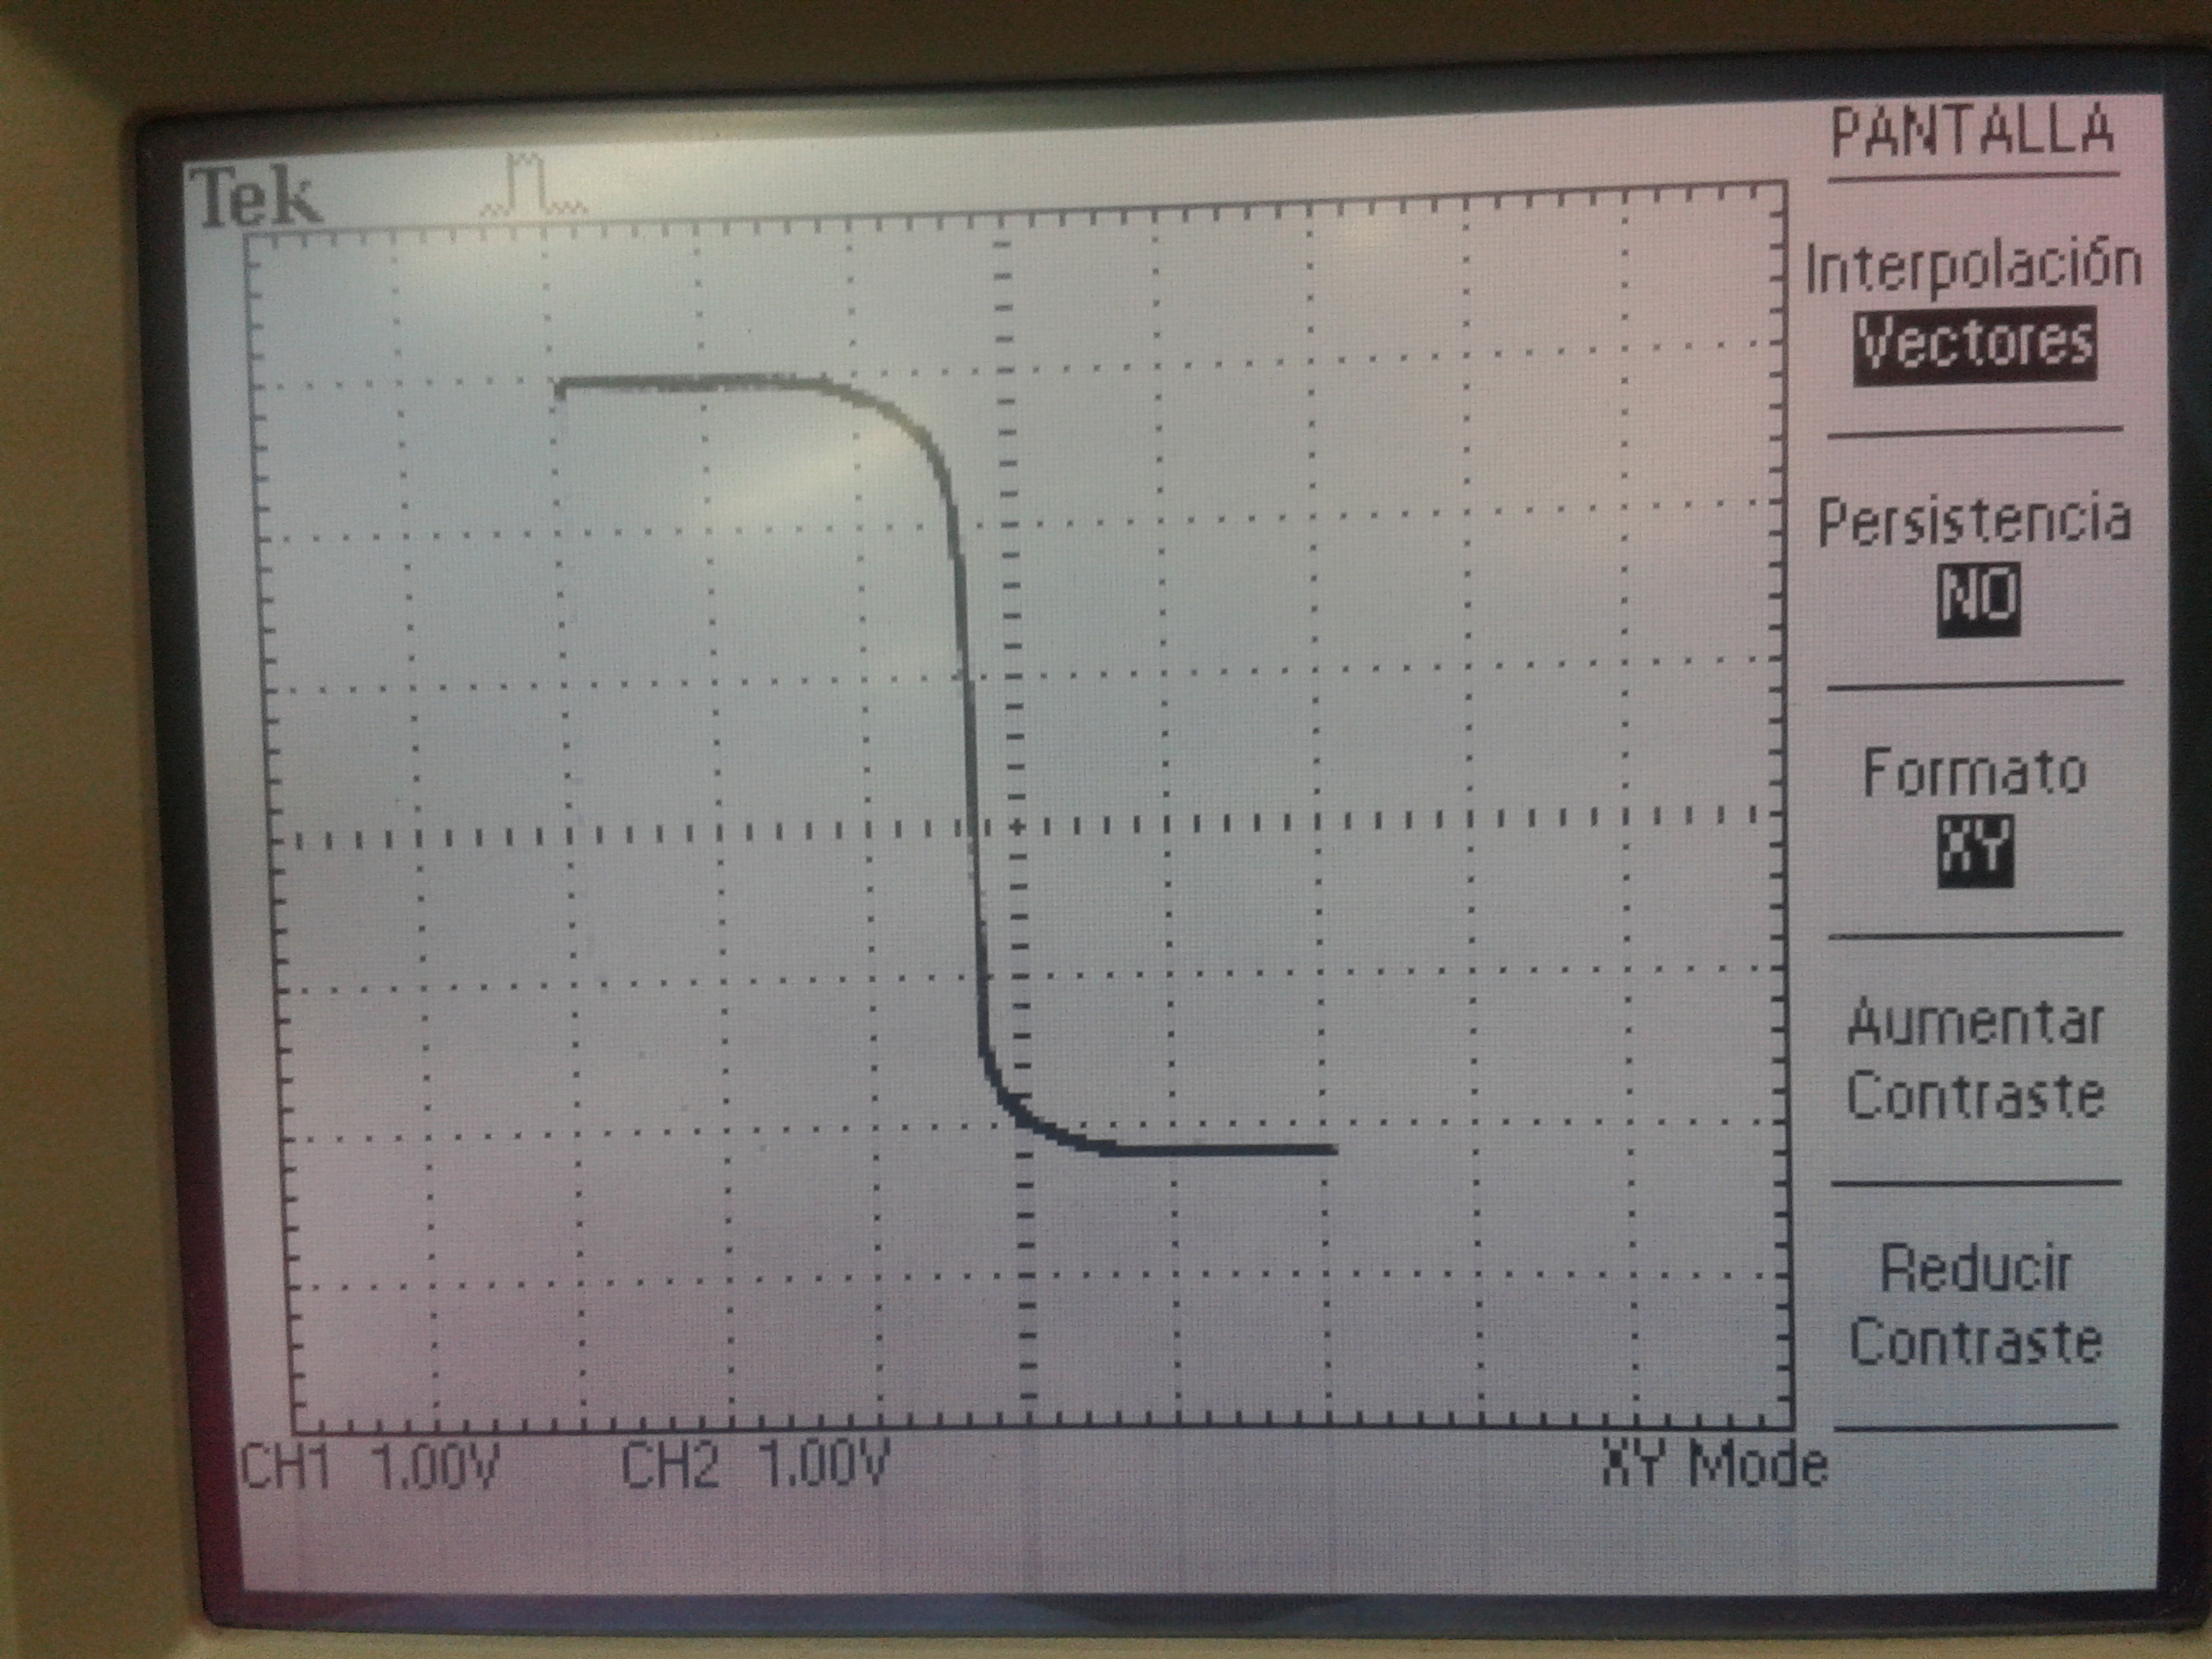 Tek
PANTALLA
Interpolación
Vectores
Persistencia
NO
Formato
XY
Aumentar
Contraste
Reducir
Contraste
CH1 1.00V CH2 1.00V XY Mode